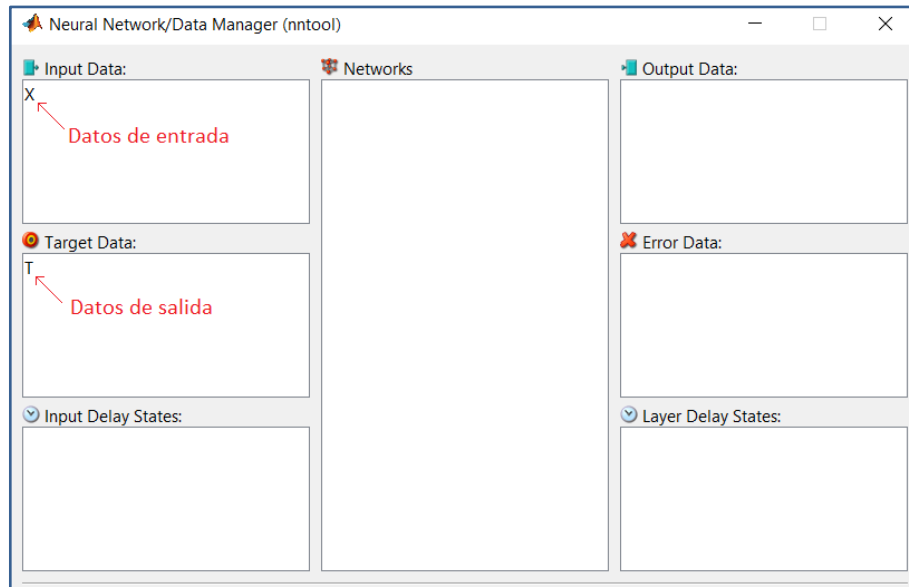 Neural Network/Data Manager (nntool)
Input Data:
X
Datos de entrada
Networks
Output Data:
Target Data:
T
Datos de salida
Error Data:
Input Delay States:
Layer Delay States: